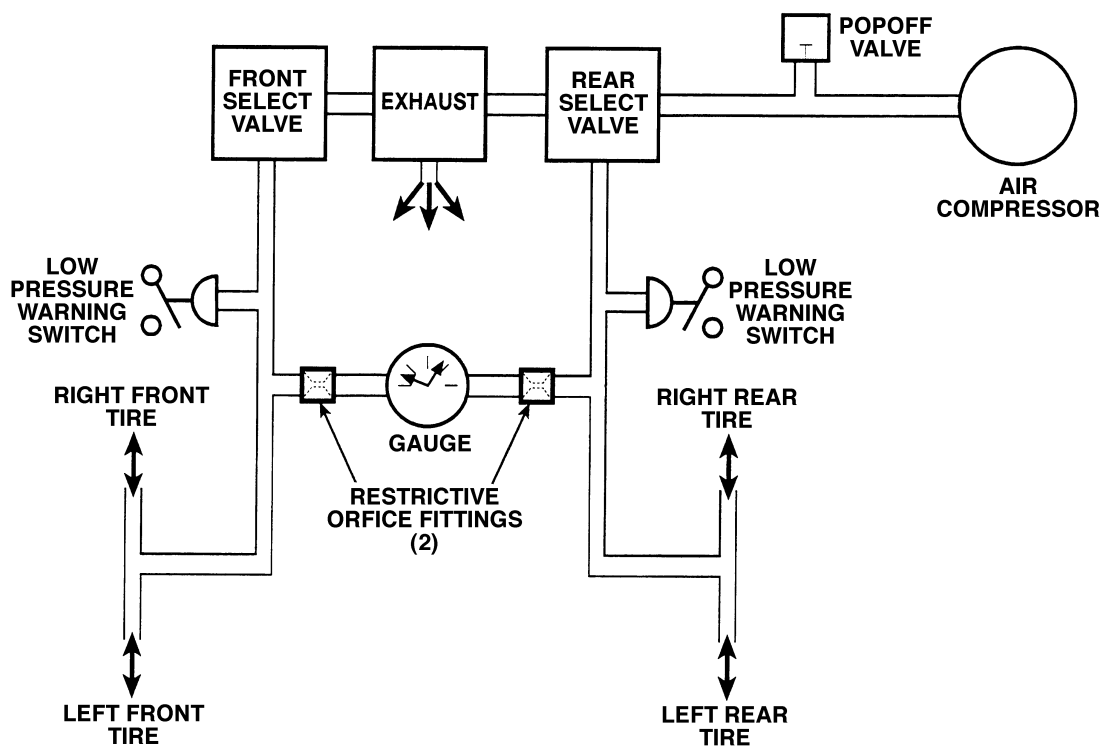 POPOFF
VALVE
FRONT
SELECT
VALVE
EXHAUST
REAR
SELECT
VALVE
AIR
COMPRESSOR
LOW
PRESSURE
WARNING
SWITCH
LOW
PRESSURE
WARNING
SWITCH
RIGHT FRONT
TIRE
GAUGE
RIGHT REAR
TIRE
RESTRICTIVE
ORFICE FITTINGS
(2)
LEFT FRONT
TIRE
LEFT REAR
TIRE